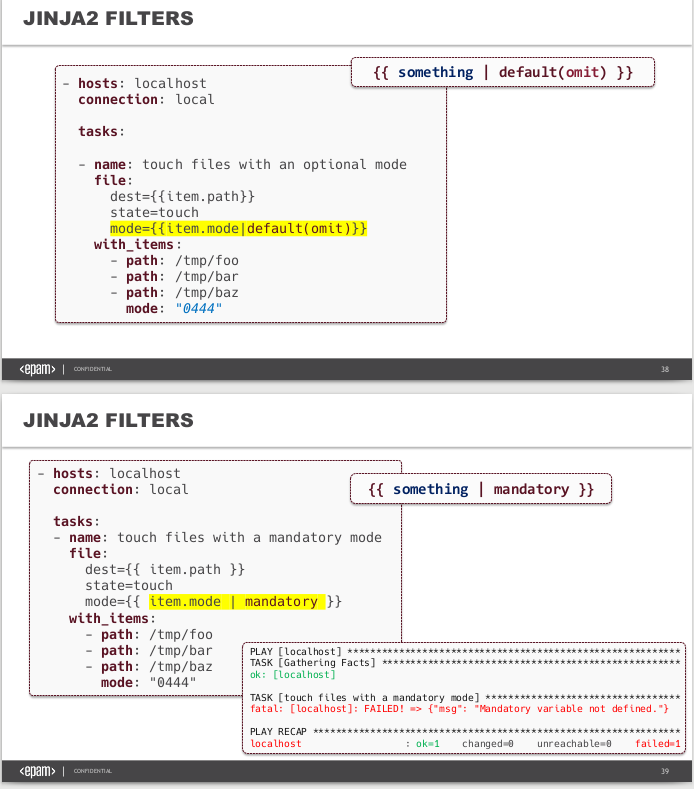 JINJA2 FILTERS
{{ something | default(omit) }}
- hosts: localhost
  connection: local
  tasks:
  - name: touch files with an optional mode
    file:
      dest={{item.path}}
      state=touch
      mode={{item.mode|default(omit)}}
    with_items:
      - path: /tmp/foo
      - path: /tmp/bar
      - path: /tmp/baz
        mode: "0444"
<epam> | CONFIDENTIAL 38
JINJA2 FILTERS
- hosts: localhost
  connection: local
{{ something | mandatory }}
  tasks:
  - name: touch files with a mandatory mode
    file:
      dest={{ item.path }}
      state=touch
      mode={{ item.mode | mandatory }}
    with_items:
      - path: /tmp/foo
      - path: /tmp/bar
      - path: /tmp/baz
        mode: "0444"
PLAY [localhost] **********************************************************
TASK [Gathering Facts] ****************************************************
ok: [localhost]
TASK [touch files with a mandatory mode] **********************************
fatal: [localhost]: FAILED! => {"msg": "Mandatory variable not defined."}
PLAY RECAP ****************************************************************
localhost : ok=1 changed=0 unreachable=0 failed=1
<epam> | CONFIDENTIAL 39